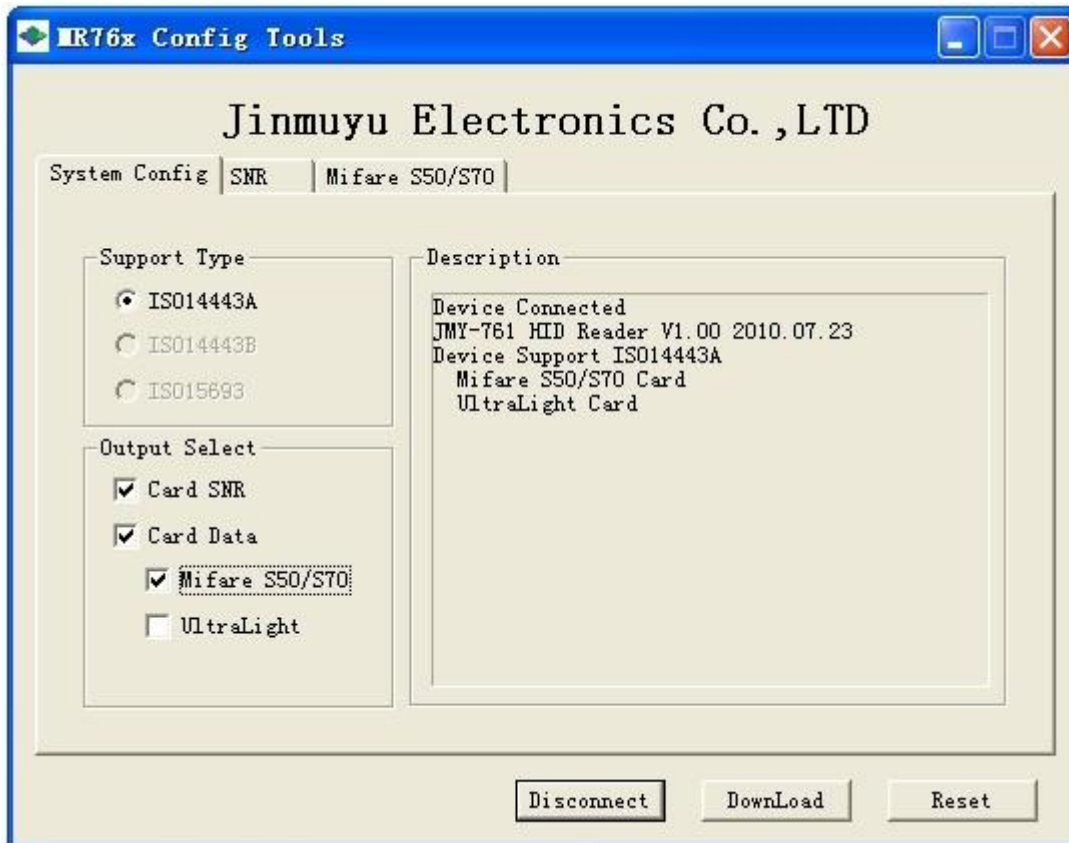 MR76x Config Tools
Jinmuyu Electronics Co.,LTD
System Config SNR Mifare S50/S70
Support Type
ISO14443A
ISO14443B
ISO15693
Output Select
Card SNR
Card Data
Mifare S50/S70
UltraLight
Description
Device Connected
JMY-761 HID Reader V1.00 2010.07.23
Device Support ISO14443A
Mifare S50/S70 Card
UltraLight Card
Disconnect DownLoad Reset